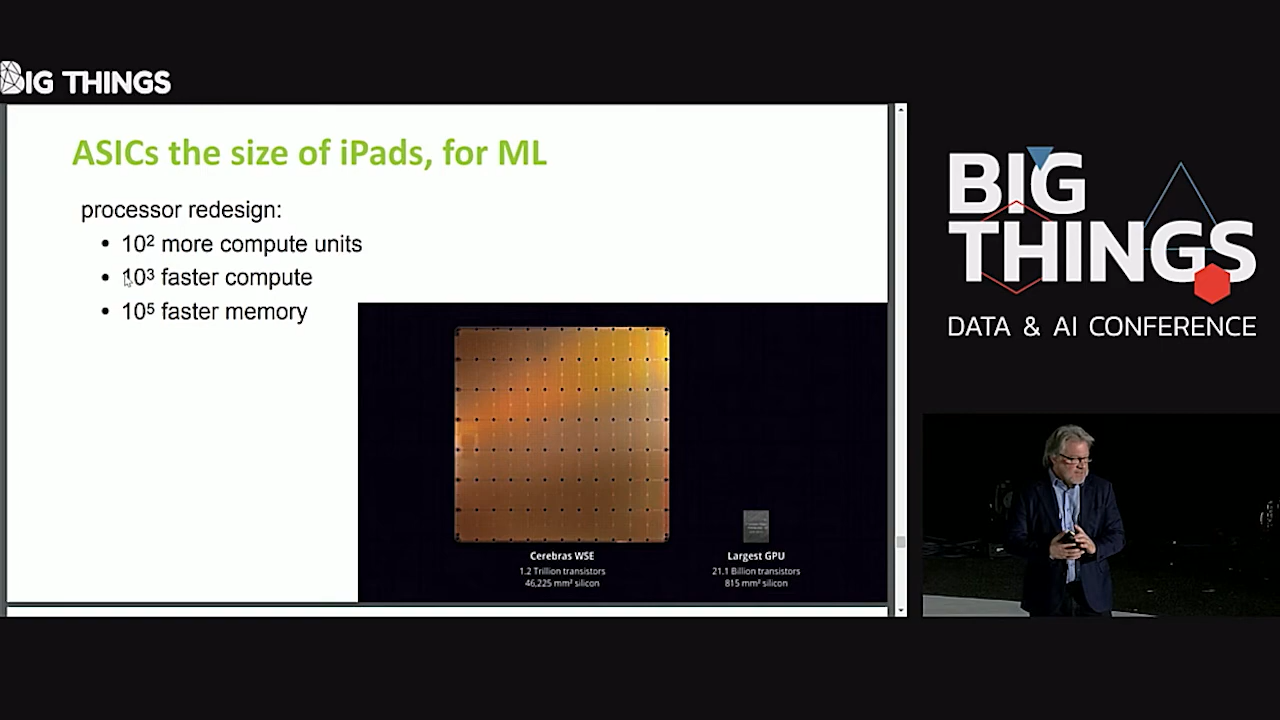 BIG THINGS
ASICs the size of iPads, for ML
processor redesign:
• 10² more compute units
• 10³ faster compute
• 10⁵ faster memory
Cerebras WSE
1.2 Trillion transistors
46,225 mm² silicon
Largest GPU
21.1 Billion transistors
815 mm² silicon
BIG
THINGS
DATA & AI CONFERENCE